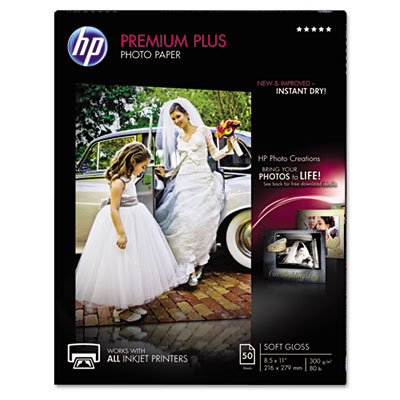 hp
PREMIUM PLUS
PHOTO PAPER
NEW & IMPROVED –
INSTANT DRY!
HP Photo Creations
BRING YOUR
PHOTOS to LIFE!
See back for free download details
WORKS WITH
ALL INKJET PRINTERS
50
Sheets
SOFT GLOSS
8.5 x 11"
216 x 279 mm
300 g/m²
80 lb